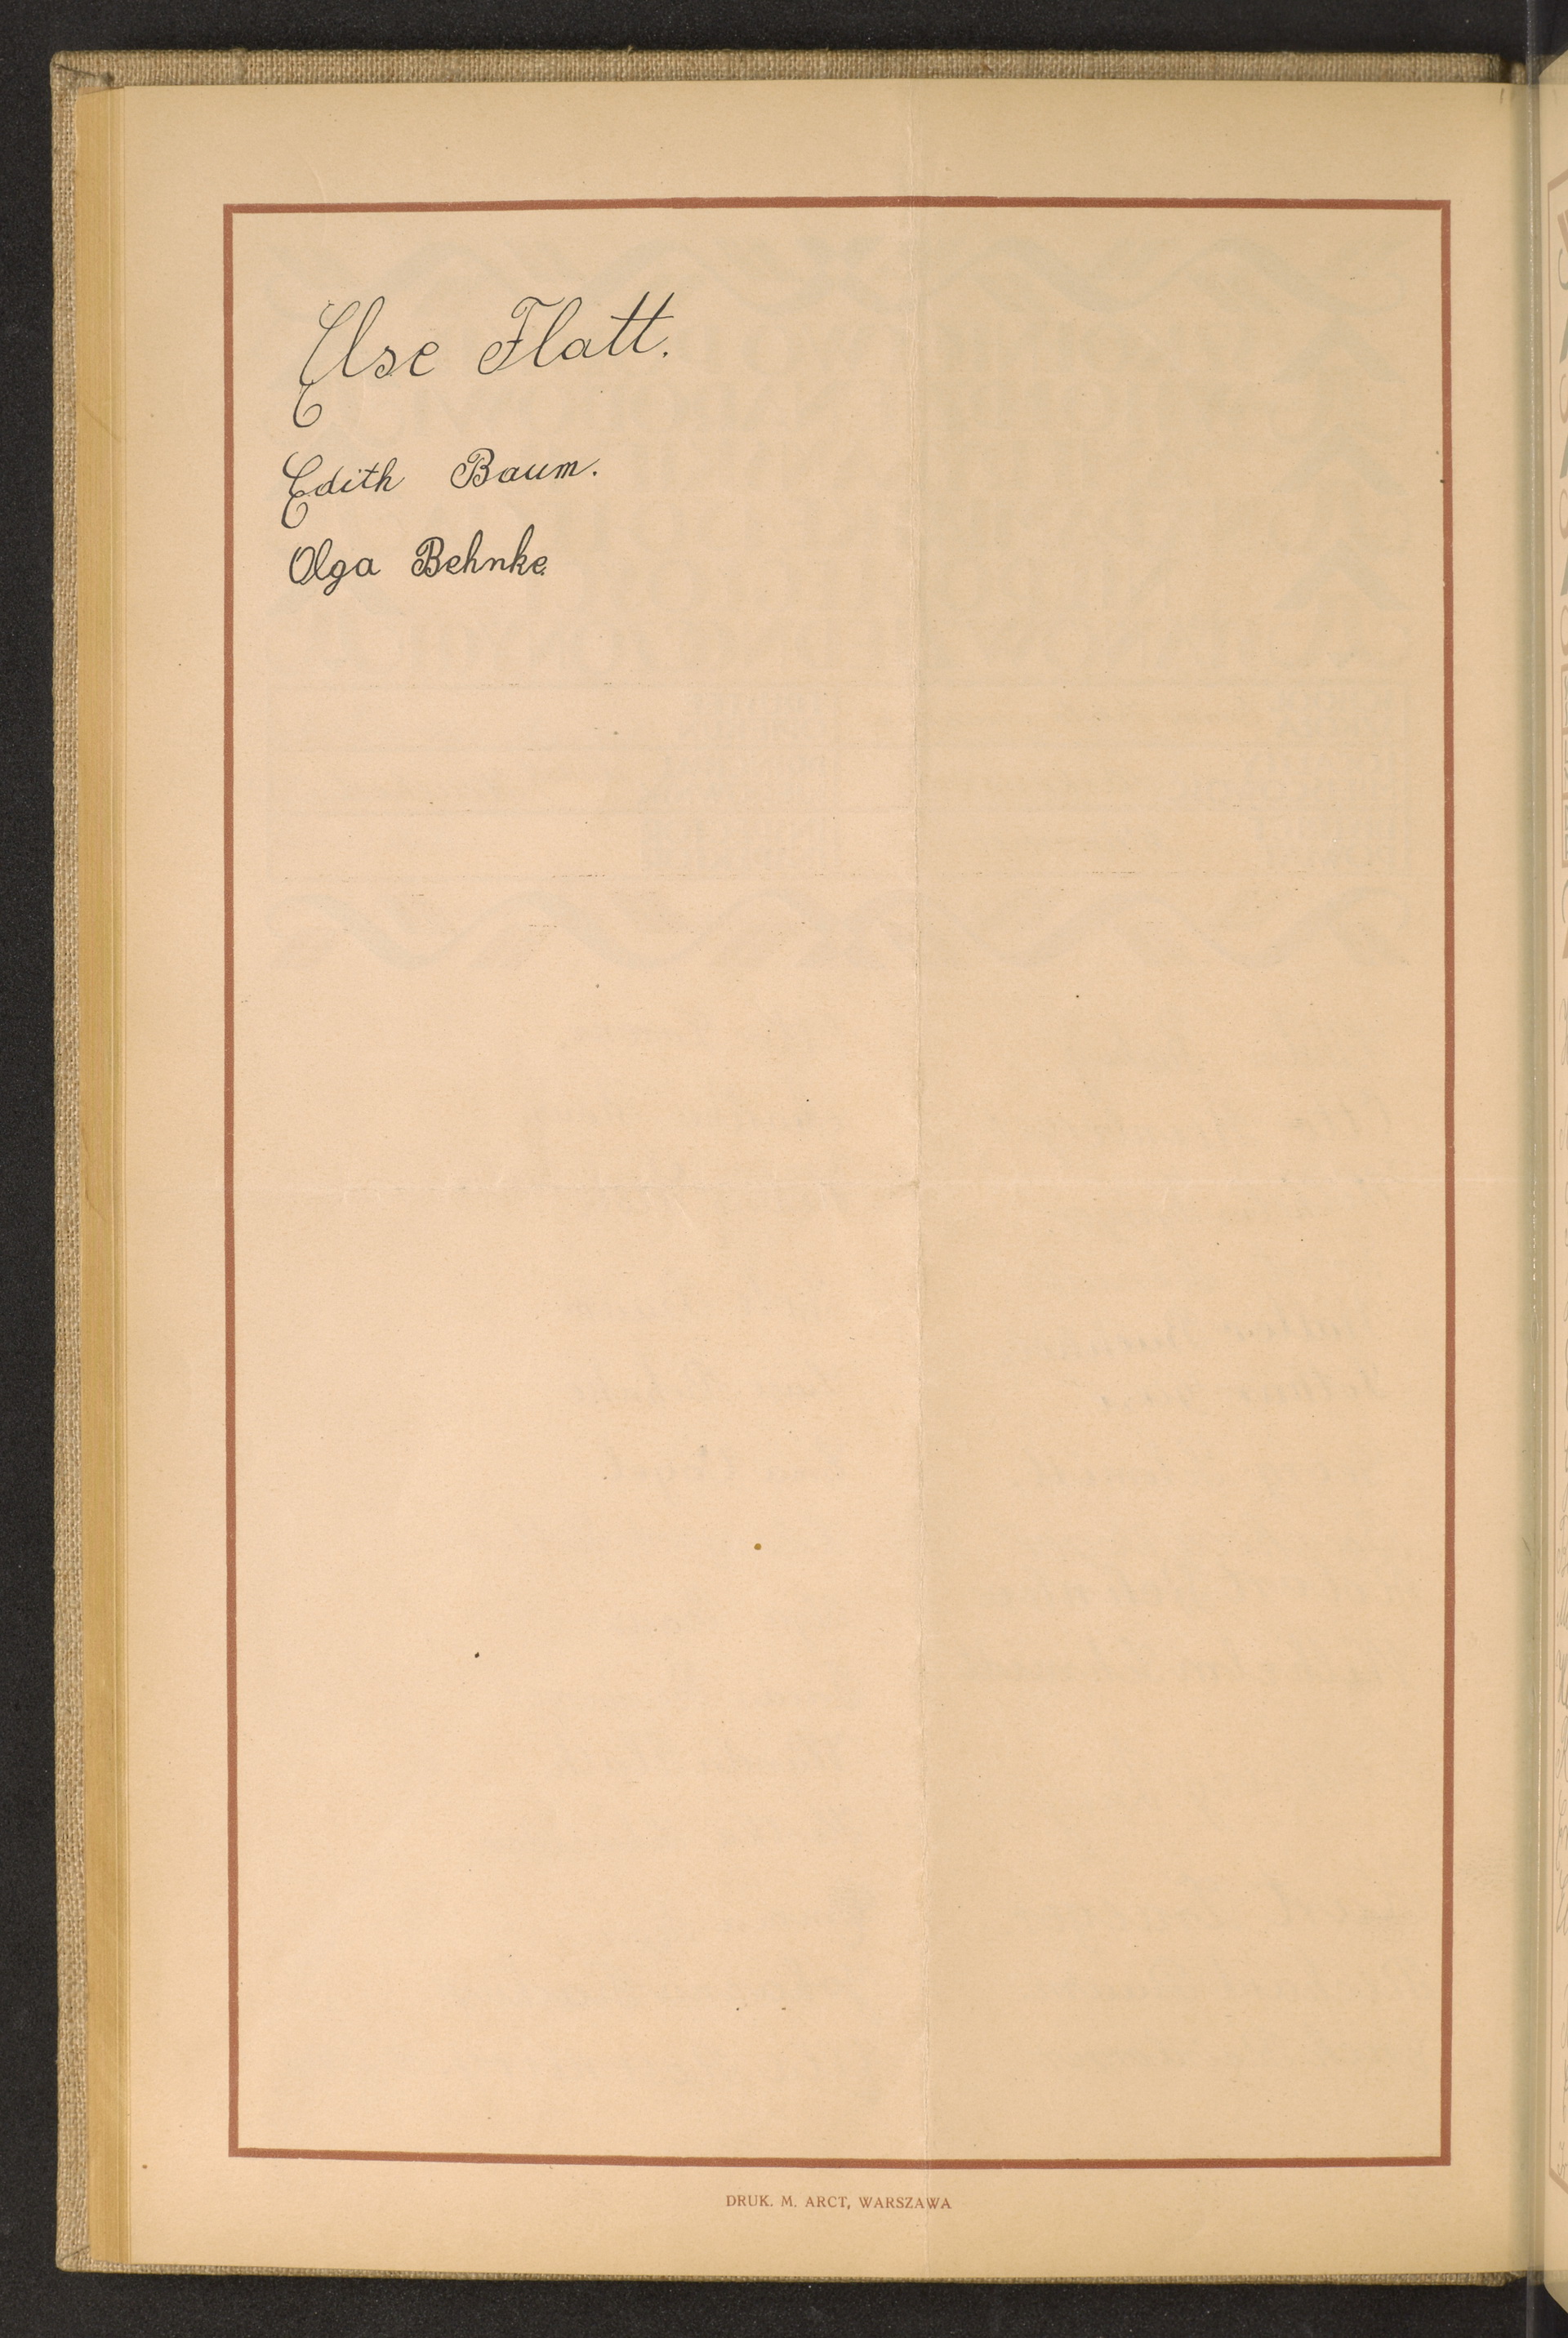 Else Flatt.
Edith Baum.
Olga Behnke
DRUK. M. ARCT, WARSZAWA